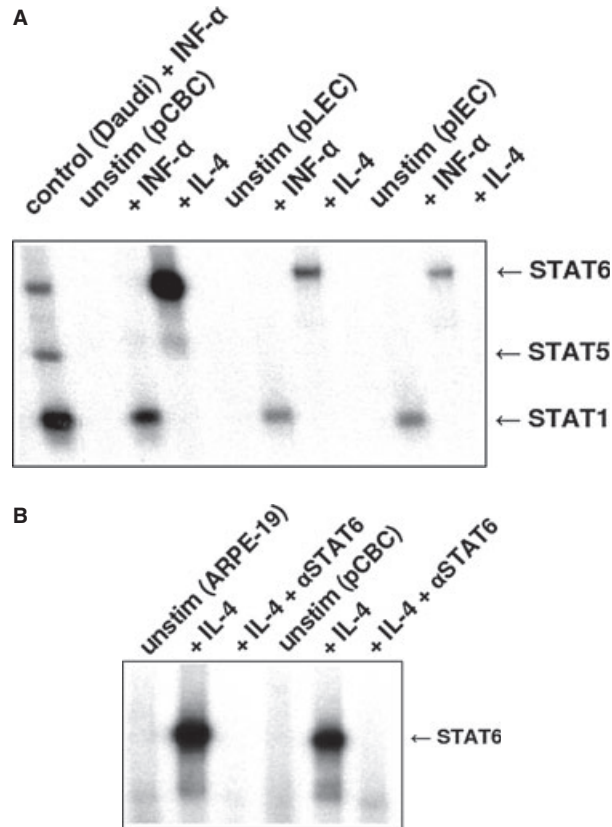 A
control (Daudi) + INF-α
unstim (pCBC)
+ INF-α
+ IL-4
unstim (pLEC)
+ INF-α
+ IL-4
unstim (pIEC)
+ INF-α
+ IL-4
← STAT6
← STAT5
← STAT1
B
unstim (ARPE-19)
+ IL-4
+ IL-4 + αSTAT6
unstim (pCBC)
+ IL-4
+ IL-4 + αSTAT6
← STAT6